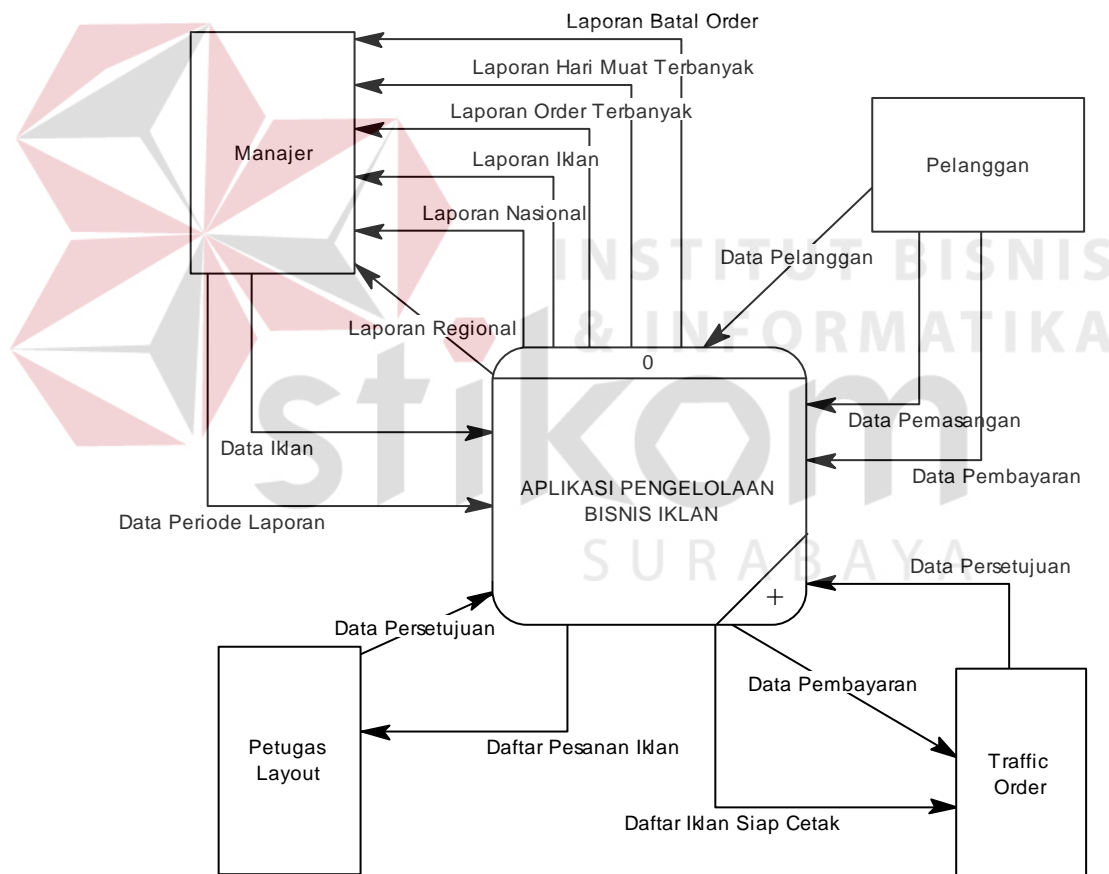 Laporan Batal Order
Laporan Hari Muat Terbanyak
Laporan Order Terbanyak
Manajer
Laporan Iklan
Pelanggan
Laporan Nasional
INSTITUT BISNIS
Data Pelanggan
& INFORMATIKA
Laporan Regional
0
stikom
Data Pemasangan
Data Iklan
Data Pembayaran
APLIKASI PENGELOLAAN
BISNIS IKLAN
Data Periode Laporan
SURABAYA
Data Persetujuan
+
Data Persetujuan
Data Pembayaran
Petugas
Layout
Daftar Pesanan Iklan
Traffic
Order
Daftar Iklan Siap Cetak